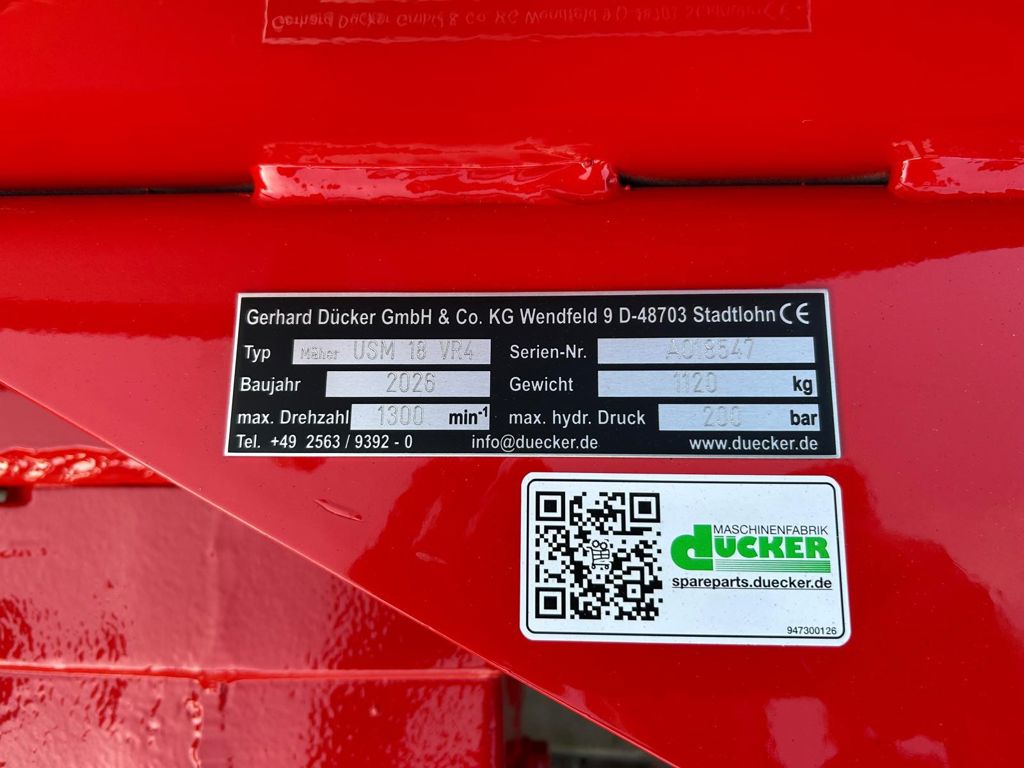 Gerhard Dücker GmbH & Co. KG Wendfeld 9 D-48703 Stadtlohn CE
Typ Mäher USM 18 VR4 Serien-Nr. A018547
Baujahr 2026 Gewicht 1120 kg
max. Drehzahl 1300 min-1 max. hydr. Druck 200 bar
Tel. +49 2563 / 9392 - 0 info@duecker.de www.duecker.de
MASCHINENFABRIK
DÜCKER
spareparts.duecker.de
947300126